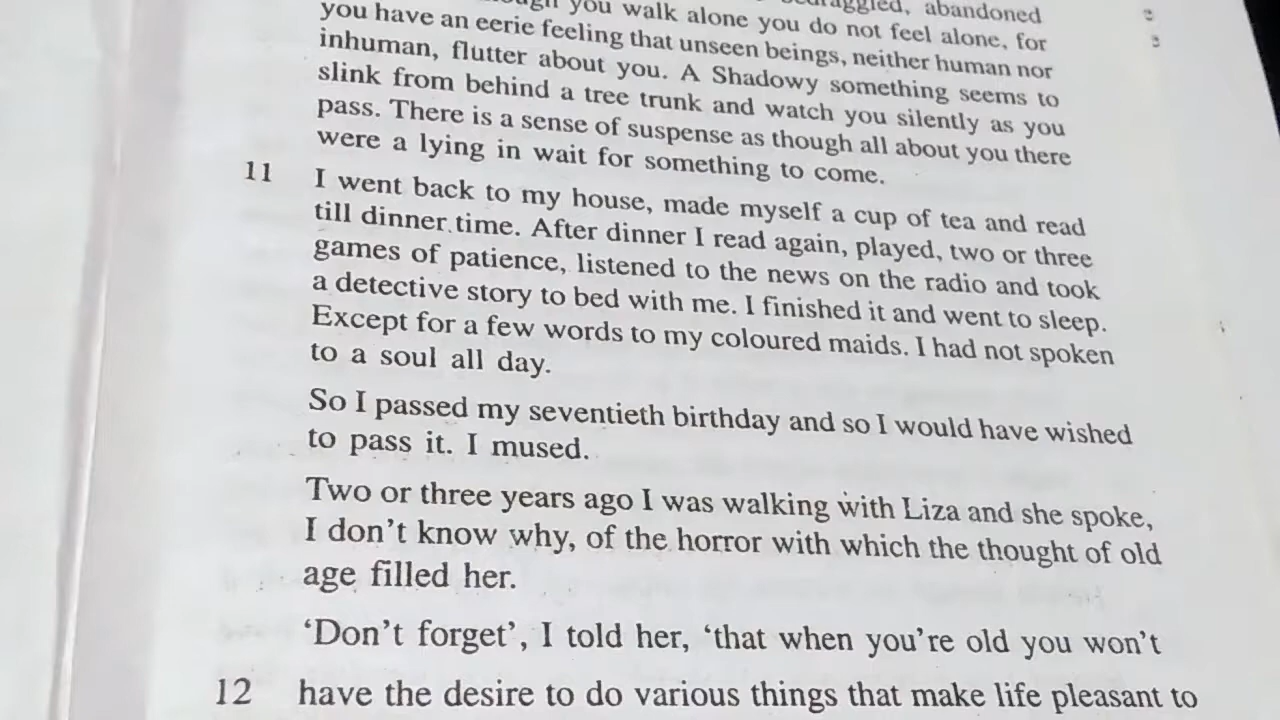 you walk alone you do not feel alone, for
abandoned
you have an eerie feeling that unseen beings, neither human nor
inhuman, flutter about you. A Shadowy something seems to
slink from behind a tree trunk and watch you silently as you
pass. There is a sense of suspense as though all about you there
were a lying in wait for something to come.
11 I went back to my house, made myself a cup of tea and read
till dinner time. After dinner I read again, played, two or three
games of patience, listened to the news on the radio and took
a detective story to bed with me. I finished it and went to sleep.
Except for a few words to my coloured maids. I had not spoken
to a soul all day.
So I passed my seventieth birthday and so I would have wished
to pass it. I mused.
Two or three years ago I was walking with Liza and she spoke,
I don't know why, of the horror with which the thought of old
age filled her.
‘Don't forget’, I told her, ‘that when you're old you won't
12 have the desire to do various things that make life pleasant to